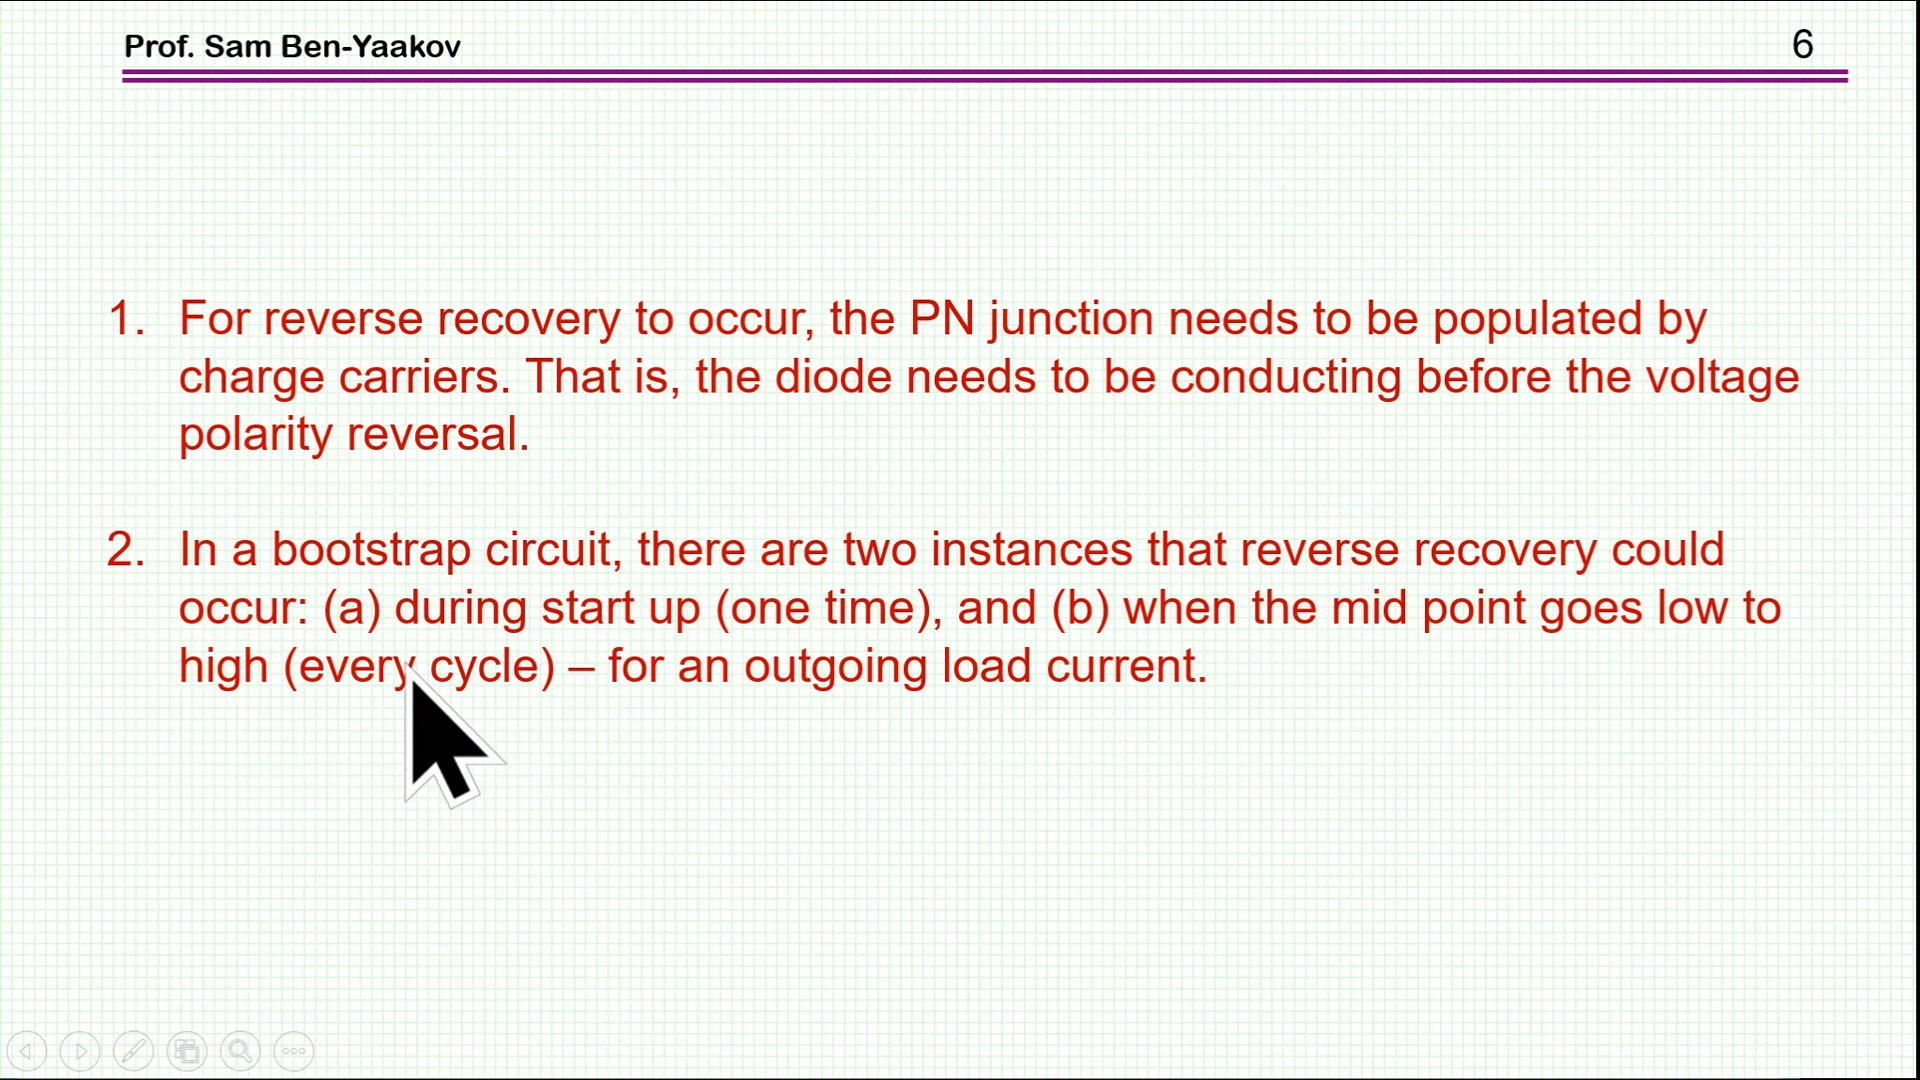 Prof. Sam Ben-Yaakov
6
1. For reverse recovery to occur, the PN junction needs to be populated by
charge carriers. That is, the diode needs to be conducting before the voltage
polarity reversal.
2. In a bootstrap circuit, there are two instances that reverse recovery could
occur: (a) during start up (one time), and (b) when the mid point goes low to
high (every cycle) – for an outgoing load current.